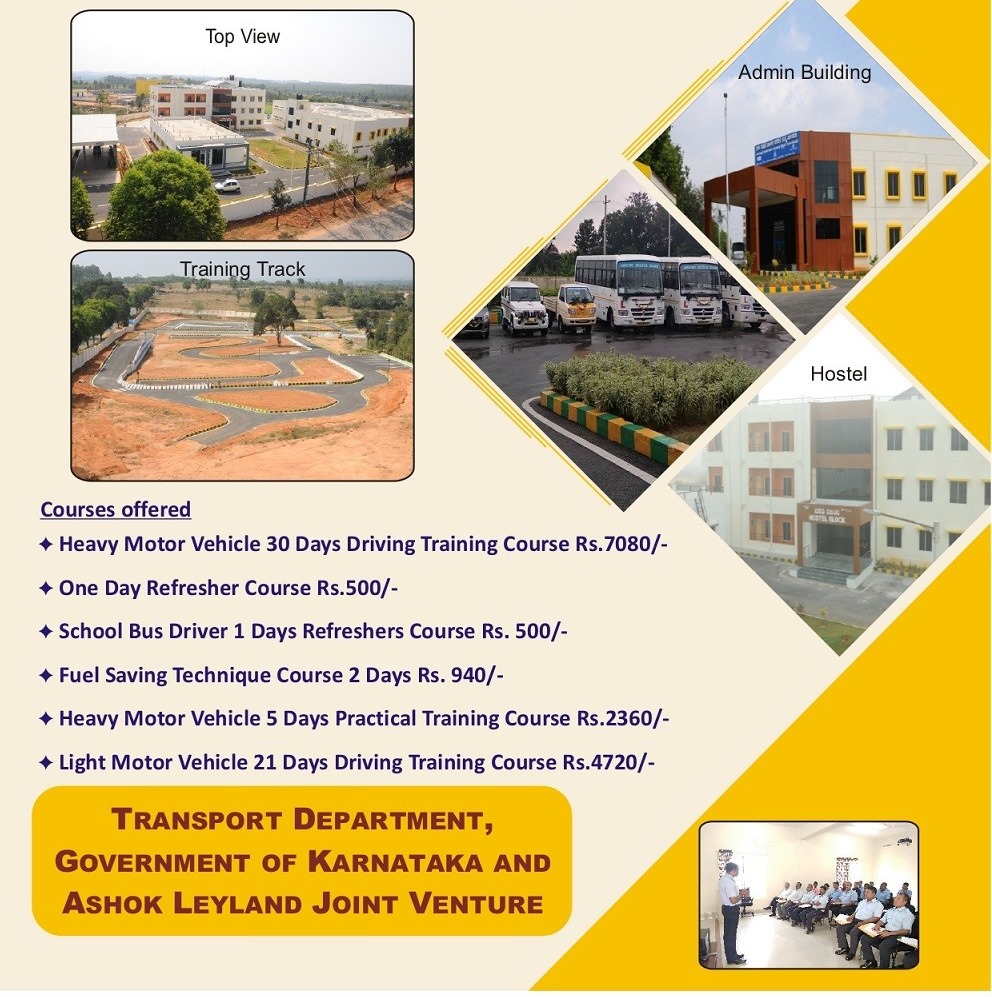 Top View
Admin Building
Training Track
Hostel
HOSTEL BLOCK
Courses offered
✦ Heavy Motor Vehicle 30 Days Driving Training Course Rs.7080/-
✦ One Day Refresher Course Rs.500/-
✦ School Bus Driver 1 Days Refreshers Course Rs. 500/-
✦ Fuel Saving Technique Course 2 Days Rs. 940/-
✦ Heavy Motor Vehicle 5 Days Practical Training Course Rs.2360/-
✦ Light Motor Vehicle 21 Days Driving Training Course Rs.4720/-
TRANSPORT DEPARTMENT,
GOVERNMENT OF KARNATAKA AND
ASHOK LEYLAND JOINT VENTURE